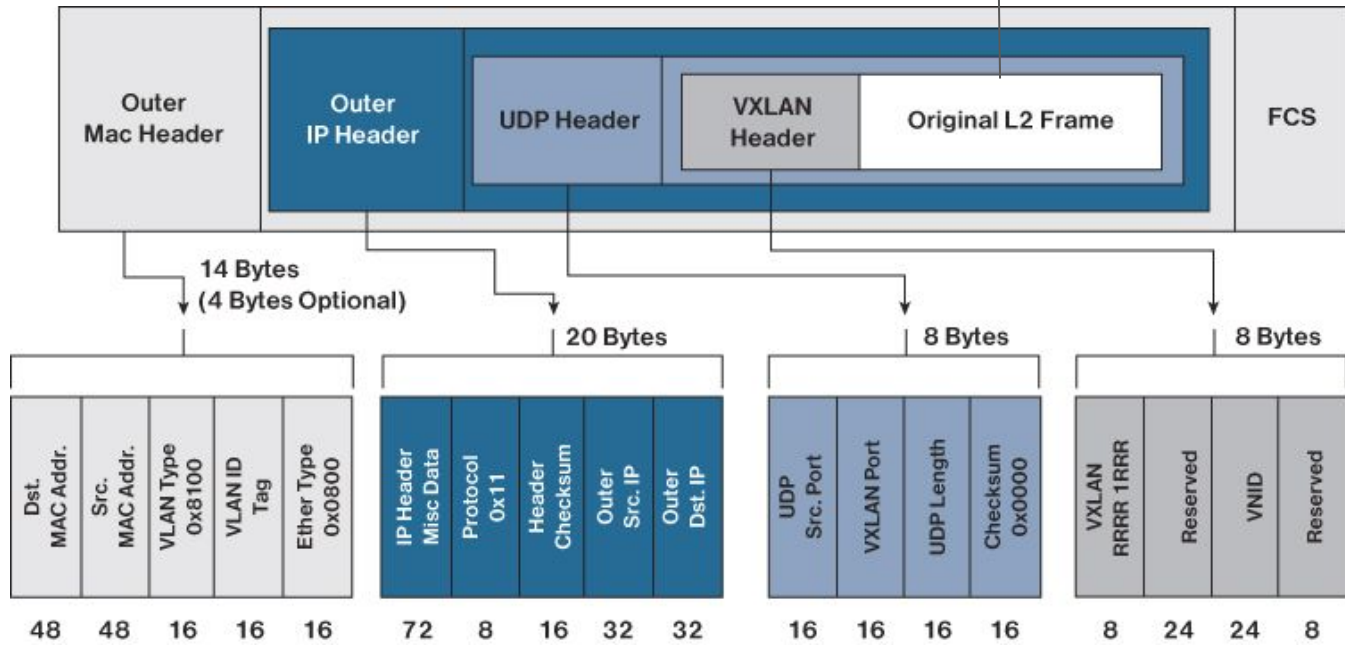 Outer
Mac Header
Outer
IP Header
UDP Header
VXLAN
Header
Original L2 Frame
FCS
14 Bytes
(4 Bytes Optional)
20 Bytes
8 Bytes
8 Bytes
Dst.
MAC Addr.
Src.
MAC Addr.
VLAN Type
0x8100
VLAN ID
Tag
Ether Type
0x0800
IP Header
Misc Data
Protocol
0x11
Header
Checksum
Outer
Src. IP
Outer
Dst. IP
UDP
Src. Port
VXLAN Port
UDP Length
Checksum
0x0000
VXLAN
RRRR 1RRR
Reserved
VNID
Reserved
48 48 16 16 16 72 8 16 32 32 16 16 16 16 8 24 24 8